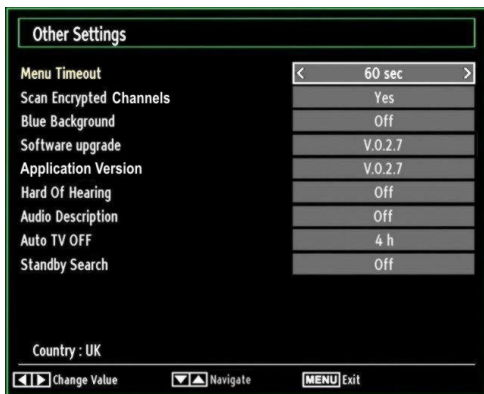 Other Settings
Menu Timeout < 60 sec >
Scan Encrypted Channels Yes
Blue Background Off
Software upgrade V.0.2.7
Application Version V.0.2.7
Hard Of Hearing Off
Audio Description Off
Auto TV OFF 4 h
Standby Search Off
Country : UK
Change Value Navigate MENU Exit